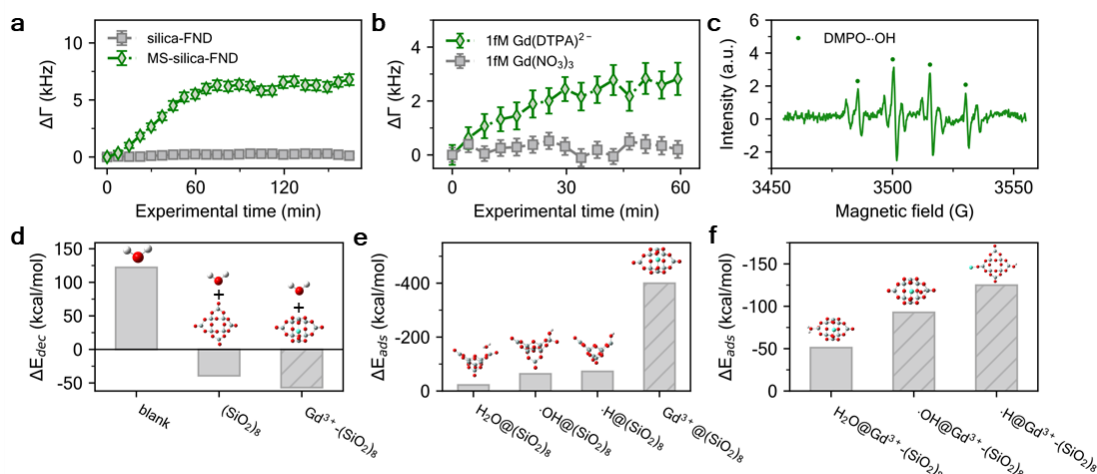 a
silica-FND
MS-silica-FND
ΔΓ (kHz)
10
5
0
0
60
120
Experimental time (min)
b
1fM Gd(DTPA)²⁻
1fM Gd(NO₃)₃
ΔΓ (kHz)
4
2
0
0
30
60
Experimental time (min)
c
DMPO-·OH
Intensity (a.u.)
6
4
2
0
-2
3450
3500
3550
Magnetic field (G)
d
ΔE_dec (kcal/mol)
150
100
50
0
-50
+
+
blank
(SiO₂)₈
Gd³⁺-(SiO₂)₈
e
ΔE_ads (kcal/mol)
-400
-200
0
H₂O@(SiO₂)₈
·OH@(SiO₂)₈
·H@(SiO₂)₈
Gd³⁺@(SiO₂)₈
f
ΔE_ads (kcal/mol)
-150
-100
-50
0
H₂O@Gd³⁺-(SiO₂)₈
·OH@Gd³⁺-(SiO₂)₈
·H@Gd³⁺-(SiO₂)₈